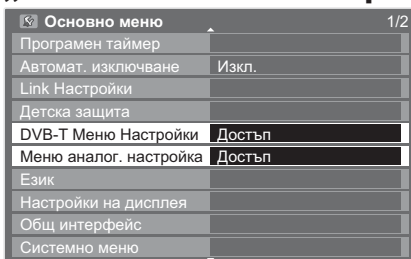 Основно меню 1/2
Програмен таймер
Автомат. изключване Изкл.
Link Настройки
Детска защита
DVB-T Меню Настройки Достъп
Меню аналог. настройка Достъп
Език
Настройки на дисплея
Общ интерфейс
Системно меню